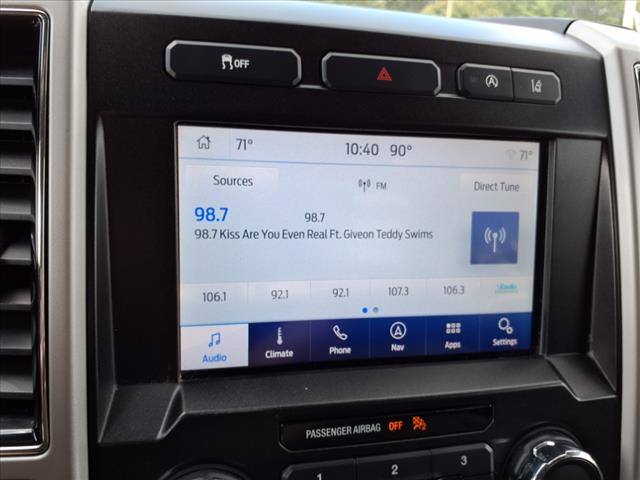 OFF
71° 10:40 90° 71°
Sources FM Direct Tune
98.7 98.7
98.7 Kiss Are You Even Real Ft. Giveon Teddy Swims
106.1 92.1 92.1 107.3 106.3
Audio Climate Phone Nav Apps Settings
PASSENGER AIRBAG OFF
1 2 3